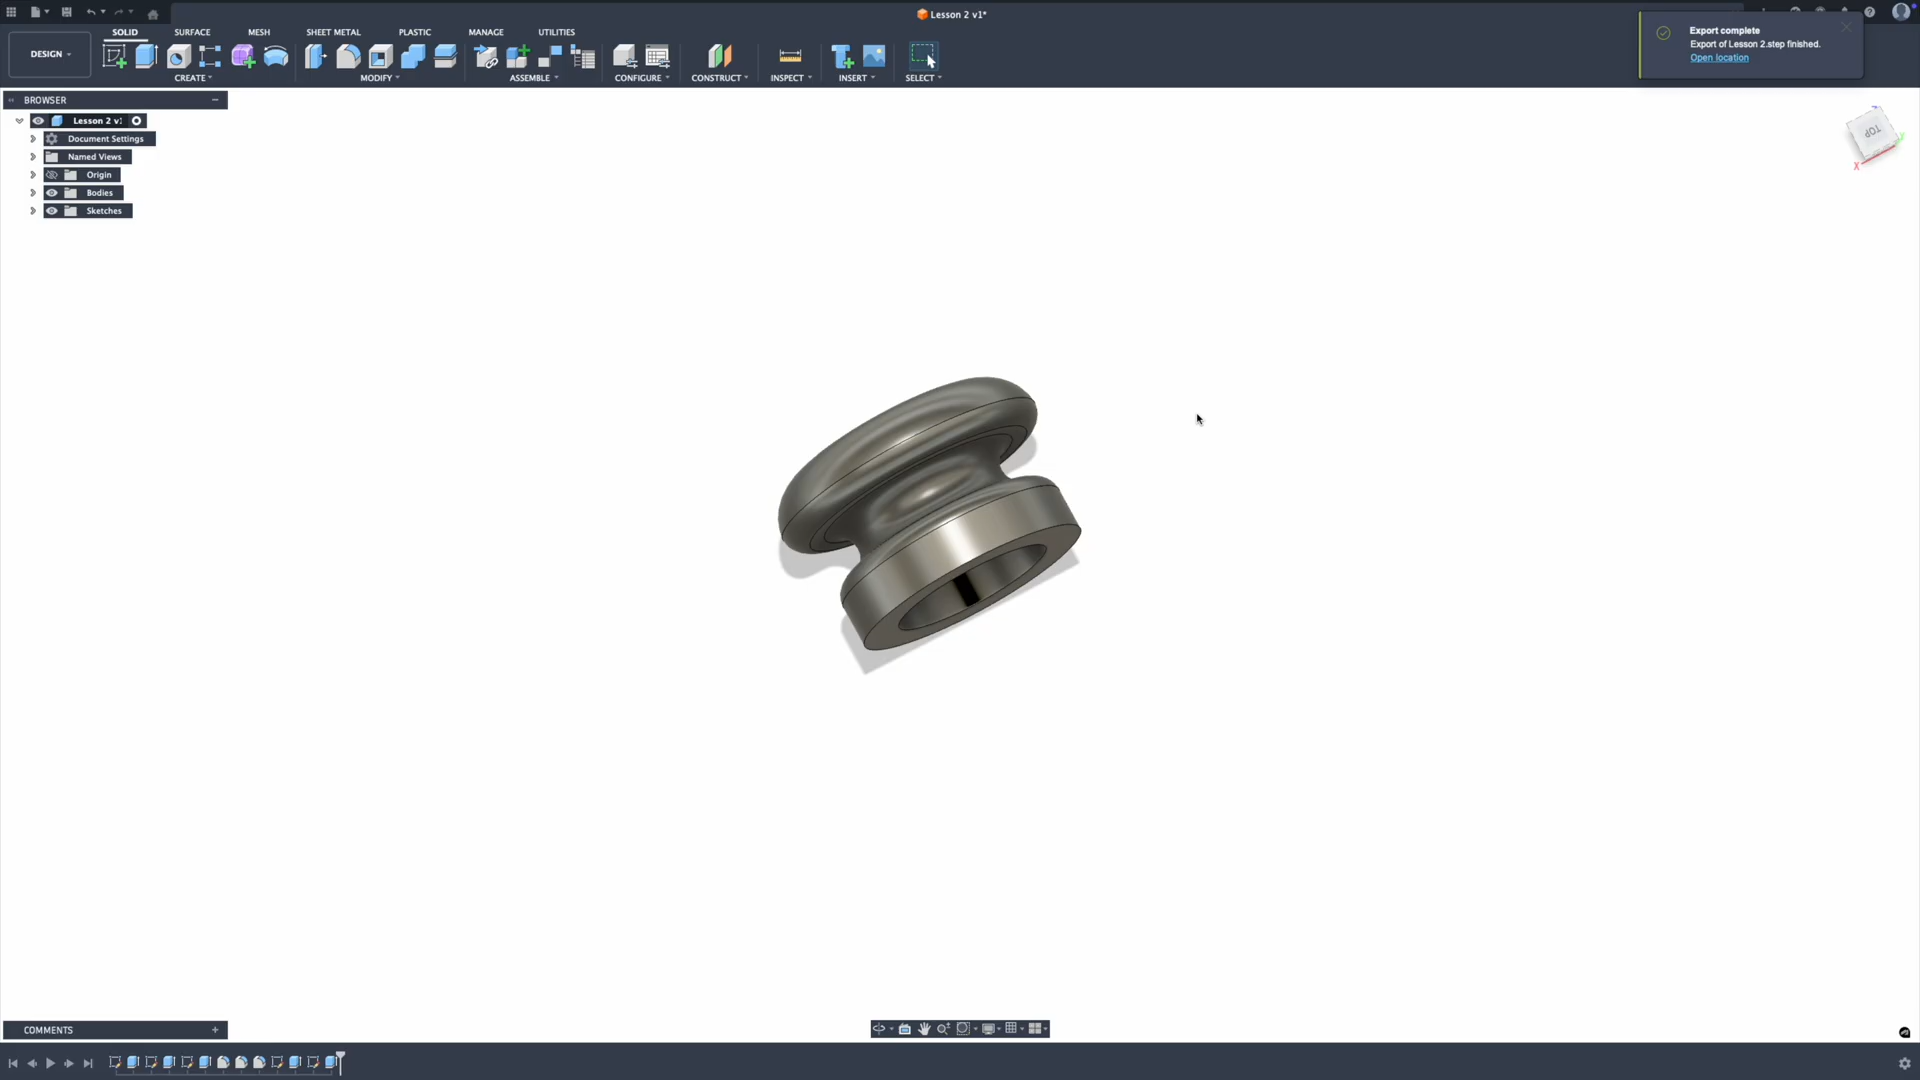 Lesson 2 v1*
Export complete
Export of Lesson 2.step finished.
Open location
DESIGN
SOLID
SURFACE
MESH
SHEET METAL
PLASTIC
MANAGE
UTILITIES
CREATE
MODIFY
ASSEMBLE
CONFIGURE
CONSTRUCT
INSPECT
INSERT
SELECT
BROWSER
Lesson 2 v1
Document Settings
Named Views
Origin
Bodies
Sketches
TOP
X
Y
COMMENTS